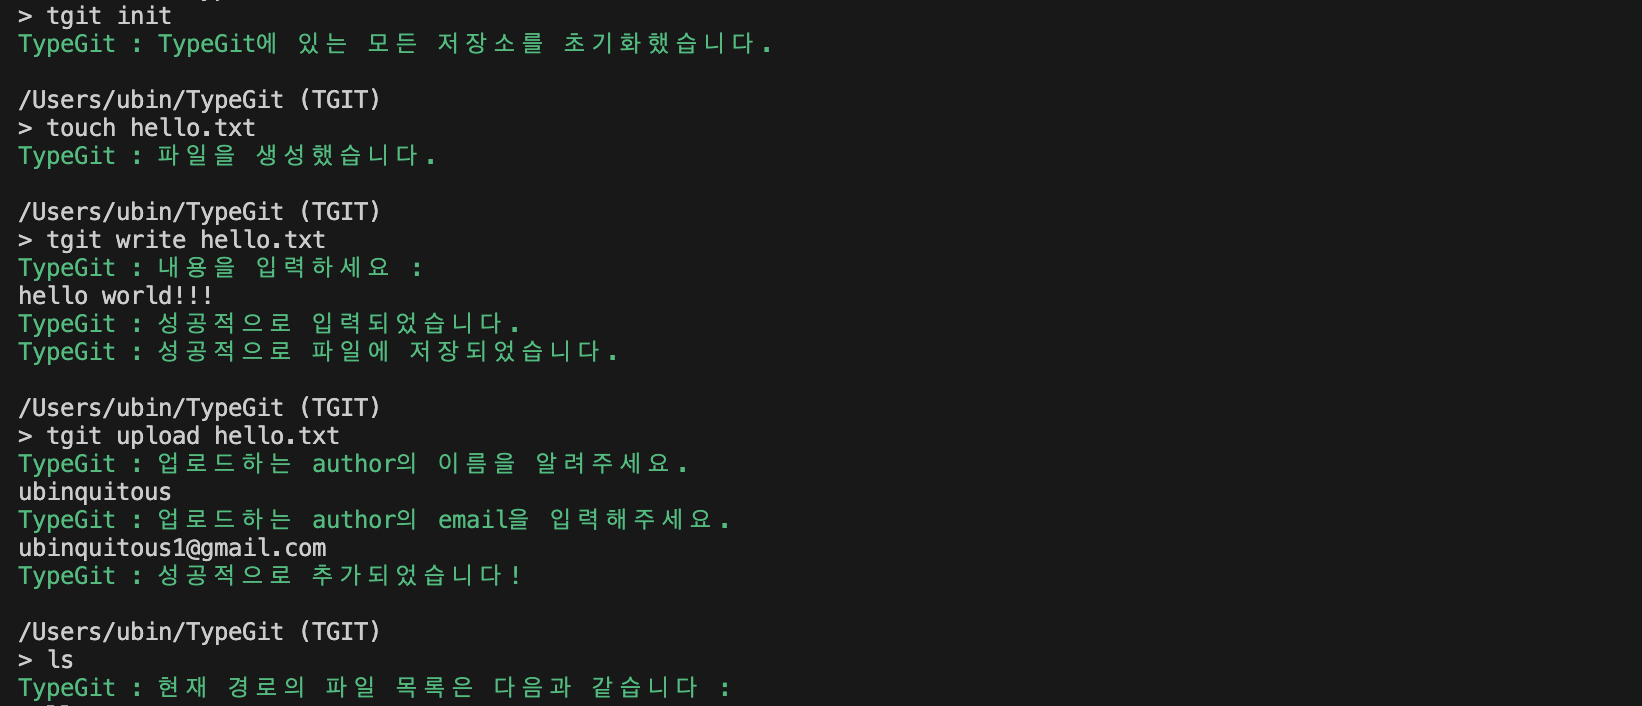 > tgit init
TypeGit : TypeGit에 있는 모든 저장소를 초기화했습니다.
/Users/ubin/TypeGit (TGIT)
> touch hello.txt
TypeGit : 파일을 생성했습니다.
/Users/ubin/TypeGit (TGIT)
> tgit write hello.txt
TypeGit : 내용을 입력하세요 :
hello world!!!
TypeGit : 성공적으로 입력되었습니다.
TypeGit : 성공적으로 파일에 저장되었습니다.
/Users/ubin/TypeGit (TGIT)
> tgit upload hello.txt
TypeGit : 업로드하는 author의 이름을 알려주세요.
ubinquitous
TypeGit : 업로드하는 author의 email을 입력해주세요.
ubinquitous1@gmail.com
TypeGit : 성공적으로 추가되었습니다!
/Users/ubin/TypeGit (TGIT)
> ls
TypeGit : 현재 경로의 파일 목록은 다음과 같습니다 :